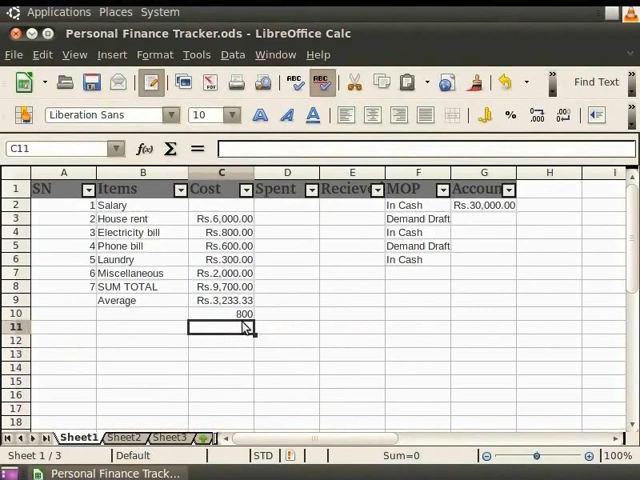 Applications Places System
Personal Finance Tracker.ods - LibreOffice Calc
File Edit View Insert Format Tools Data Window Help
ABC ABC Find Text
Liberation Sans 10 A A A %
C11 f(x) Σ =
A B C D E F G H I
1 SN Items Cost Spent Recieve MOP Accoun
2 1 Salary In Cash Rs.30,000.00
3 2 House rent Rs.6,000.00 Demand Draft
4 3 Electricity bill Rs.800.00 In Cash
5 4 Phone bill Rs.600.00 Demand Draft
6 5 Laundry Rs.300.00 In Cash
7 6 Miscellaneous Rs.2,000.00
8 7 SUM TOTAL Rs.9,700.00
9 Average Rs.3,233.33
10 800
11
12
13
14
15
16
17
18
Sheet1 Sheet2 Sheet3
Sheet 1 / 3 Default STD Sum=0 100%
Personal Finance Track...